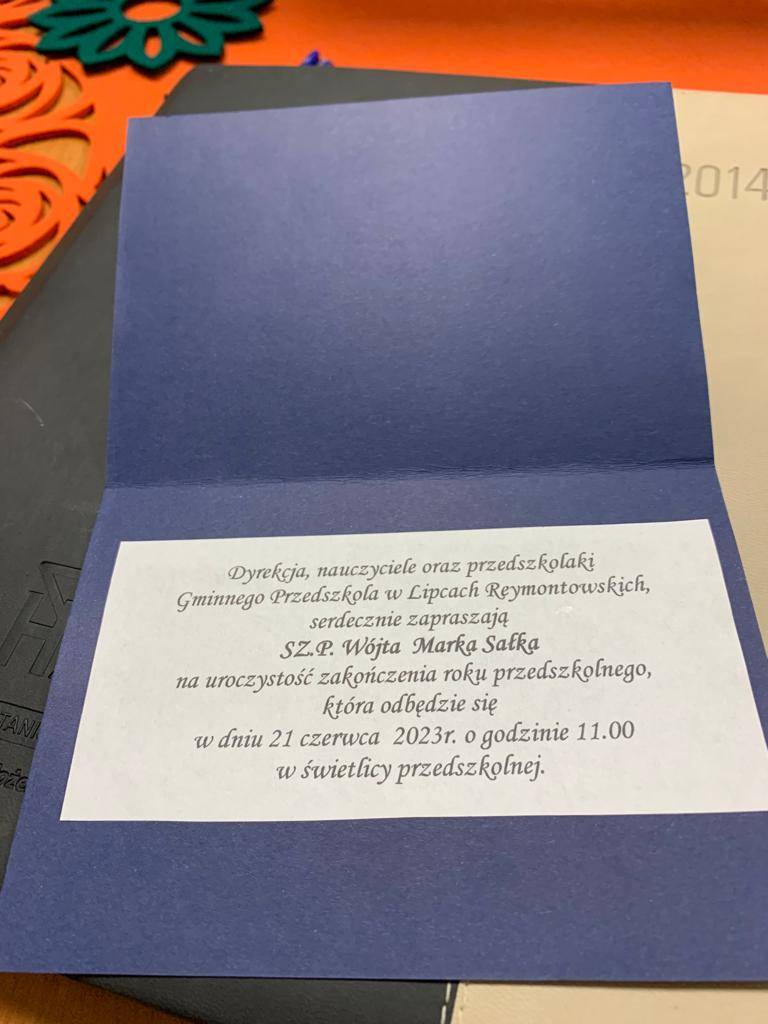 2014
Dyrekcja, nauczyciele oraz przedszkolaki
Gminnego Przedszkola w Lipcach Reymontowskich,
serdecznie zapraszają
SZ.P. Wójta Marka Sałka
na uroczystość zakończenia roku przedszkolnego,
która odbędzie się
w dniu 21 czerwca 2023r. o godzinie 11.00
w świetlicy przedszkolnej.